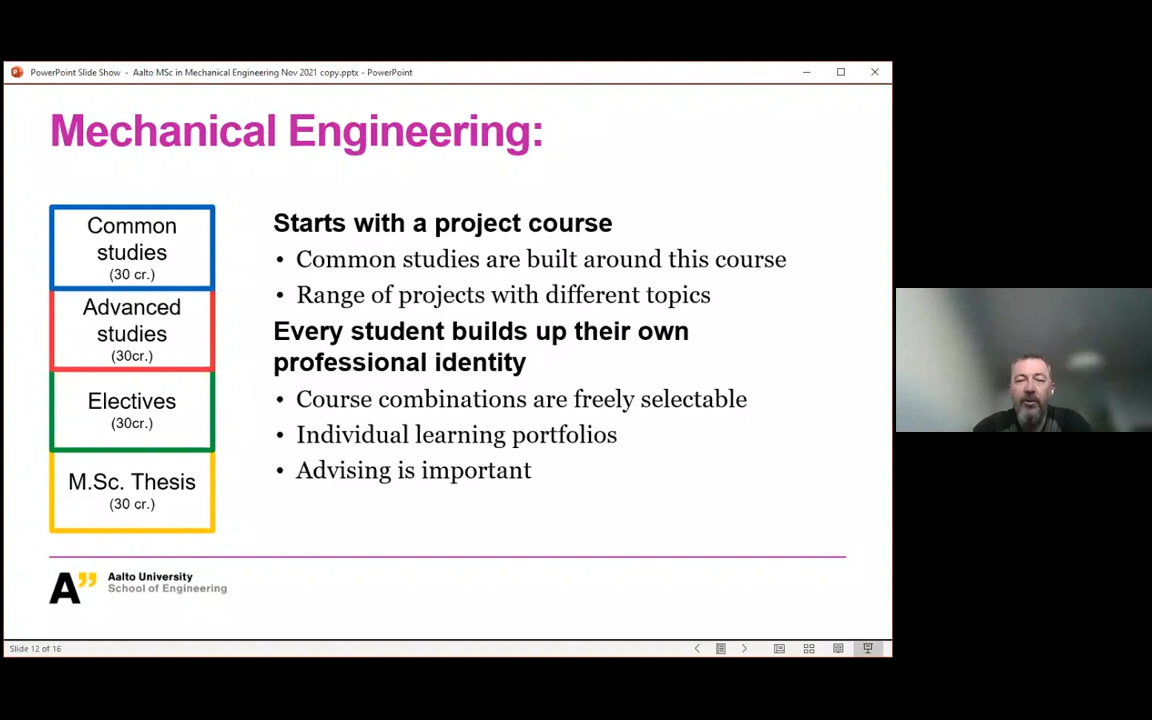 PowerPoint Slide Show - Aalto MSc in Mechanical Engineering Nov 2021 copy.pptx - PowerPoint
Mechanical Engineering:
Common
studies
(30 cr.)
Advanced
studies
(30cr.)
Electives
(30cr.)
M.Sc. Thesis
(30 cr.)
Starts with a project course
• Common studies are built around this course
• Range of projects with different topics
Every student builds up their own
professional identity
• Course combinations are freely selectable
• Individual learning portfolios
• Advising is important
A”
Aalto University
School of Engineering
Slide 12 of 16